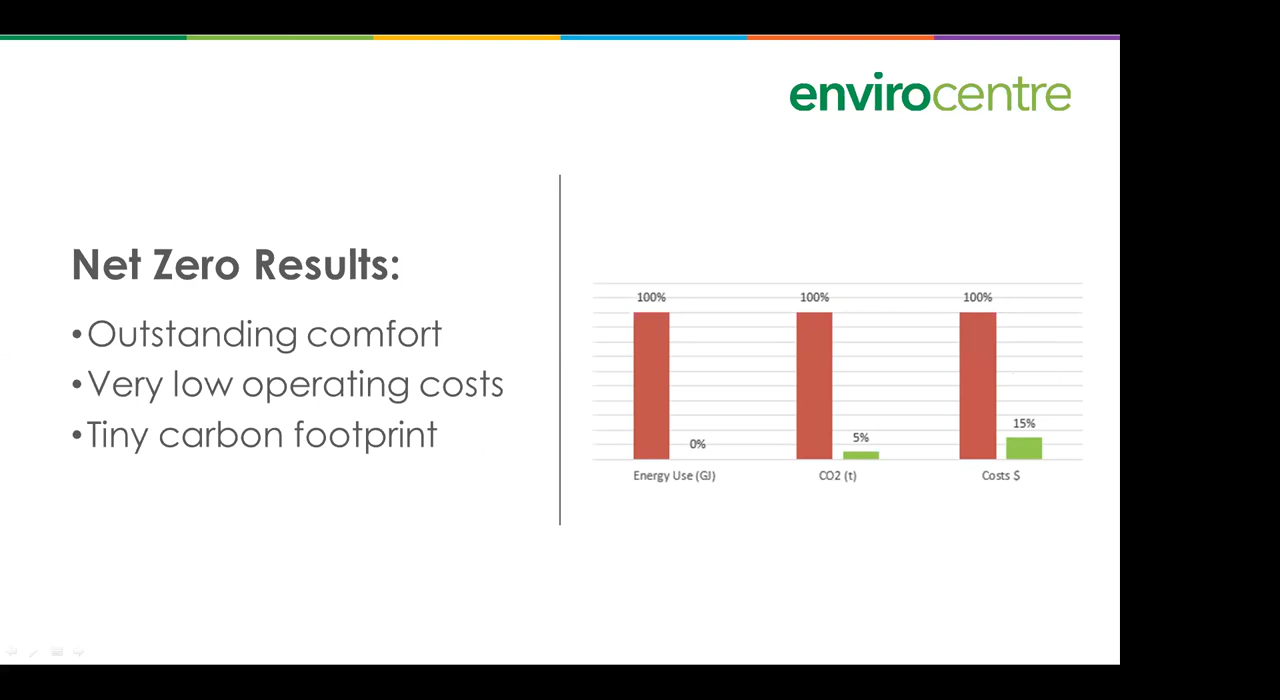 envirocentre
Net Zero Results:
•Outstanding comfort
•Very low operating costs
•Tiny carbon footprint
100% 100% 100%
0% 5% 15%
Energy Use (GJ) CO2 (t) Costs $